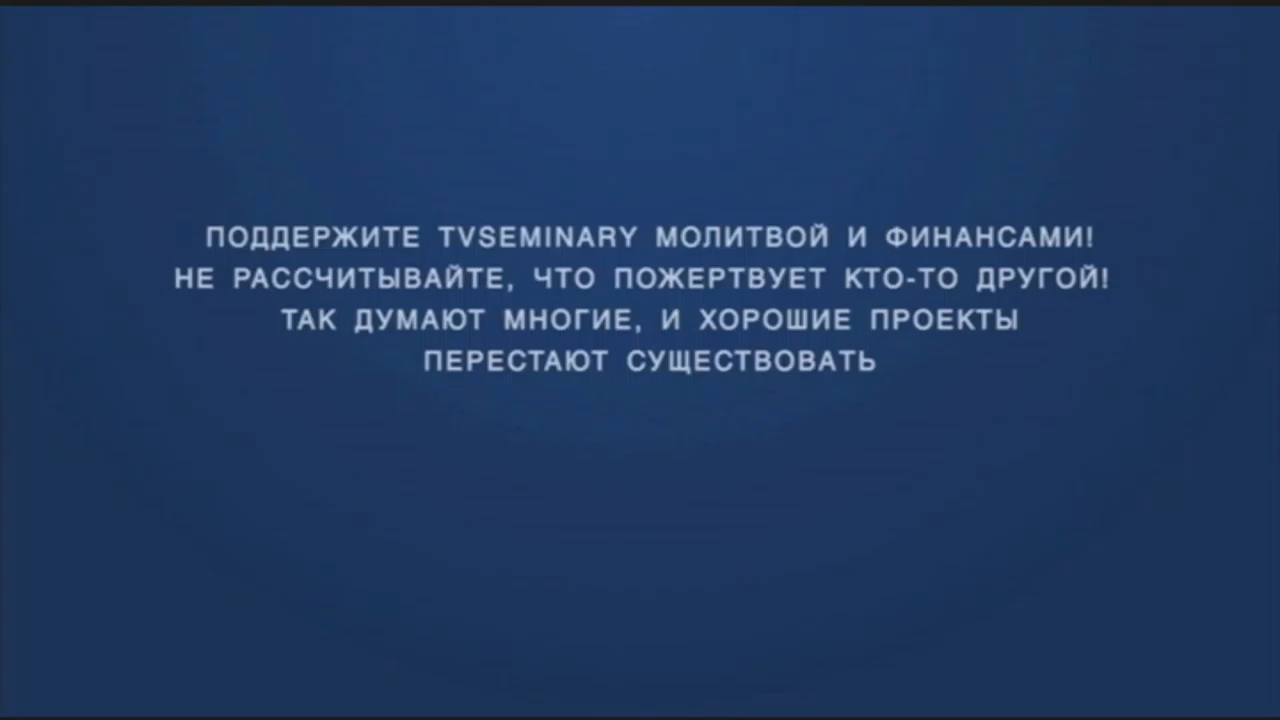 ПОДДЕРЖИТЕ TVSEMINARY МОЛИТВОЙ И ФИНАНСАМИ!
НЕ РАССЧИТЫВАЙТЕ, ЧТО ПОЖЕРТВУЕТ КТО-ТО ДРУГОЙ!
ТАК ДУМАЮТ МНОГИЕ, И ХОРОШИЕ ПРОЕКТЫ
ПЕРЕСТАЮТ СУЩЕСТВОВАТЬ